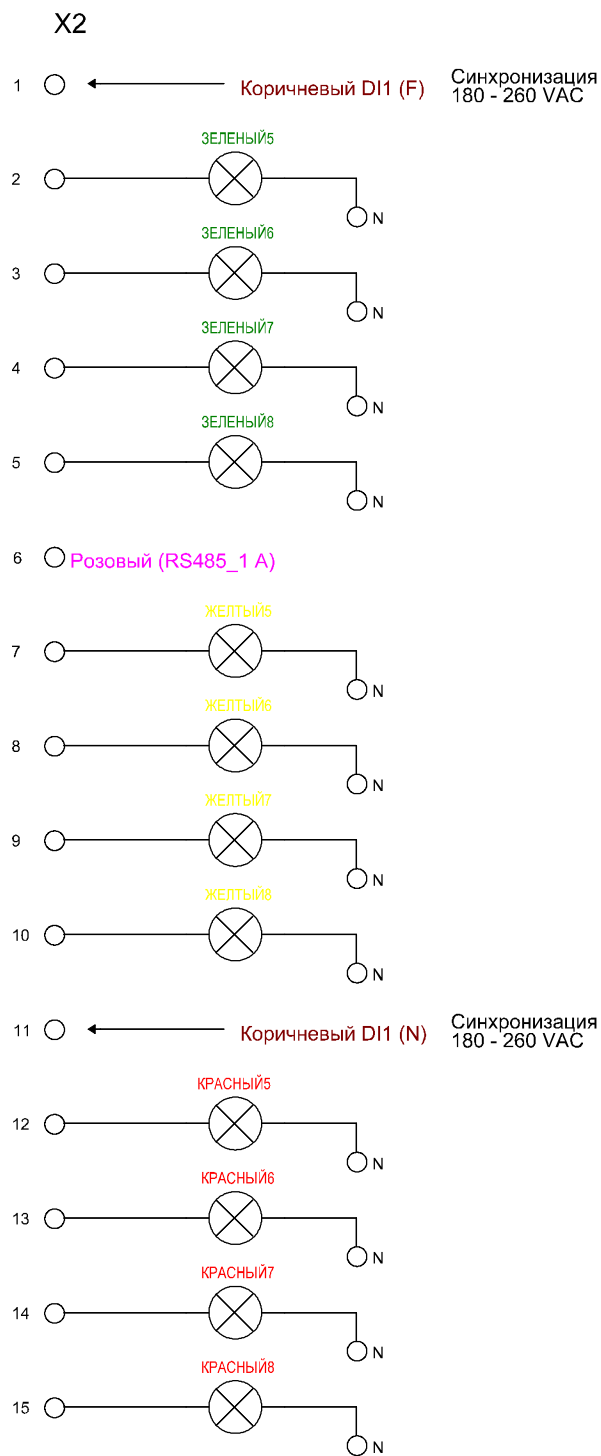 X2
1 Коричневый DI1 (F) Синхронизация
180 - 260 VAC
ЗЕЛЕНЫЙ5
2
N
ЗЕЛЕНЫЙ6
3
N
ЗЕЛЕНЫЙ7
4
N
ЗЕЛЕНЫЙ8
5
N
6 Розовый (RS485_1 A)
ЖЕЛТЫЙ5
7
N
ЖЕЛТЫЙ6
8
N
ЖЕЛТЫЙ7
9
N
ЖЕЛТЫЙ8
10
N
11 Коричневый DI1 (N) Синхронизация
180 - 260 VAC
КРАСНЫЙ5
12
N
КРАСНЫЙ6
13
N
КРАСНЫЙ7
14
N
КРАСНЫЙ8
15
N